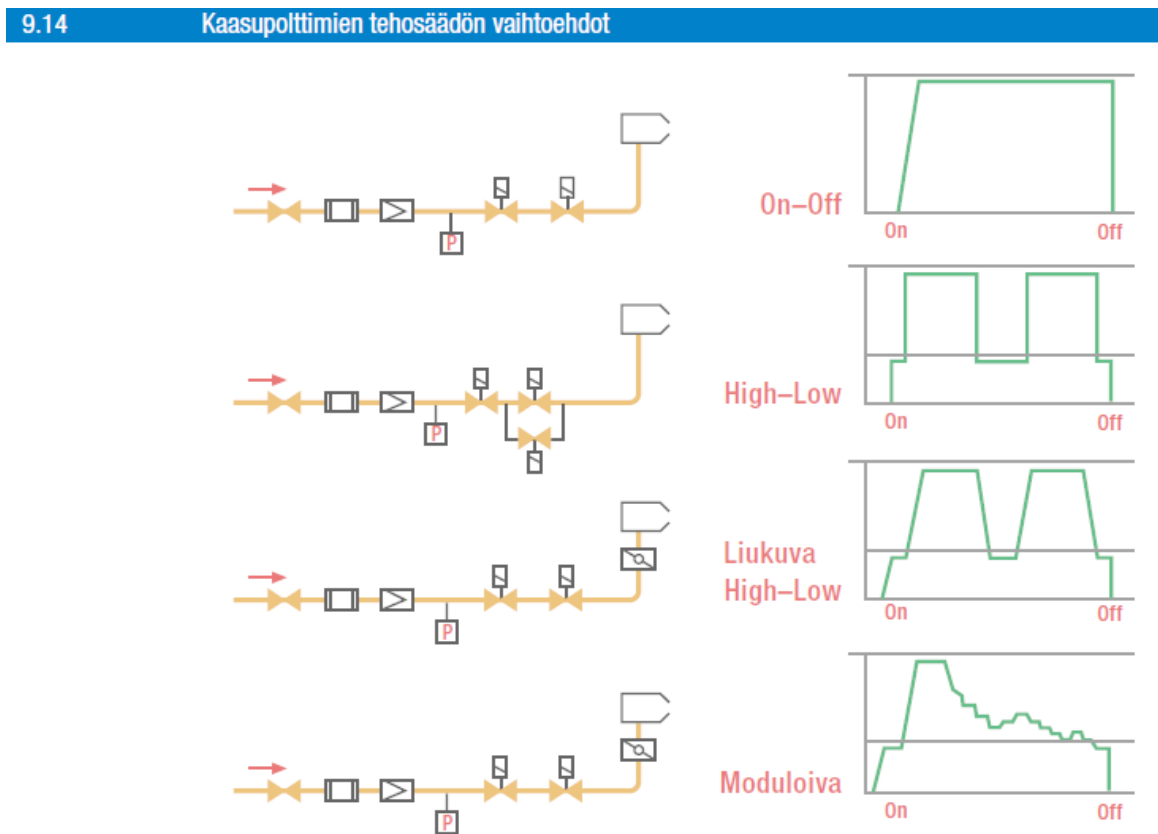 9.14 Kaasupolttimien tehosäädön vaihtoehdot
P
On–Off
On Off
P
High–Low
On Off
P
Liukuva
High–Low
On Off
P
Moduloiva
On Off